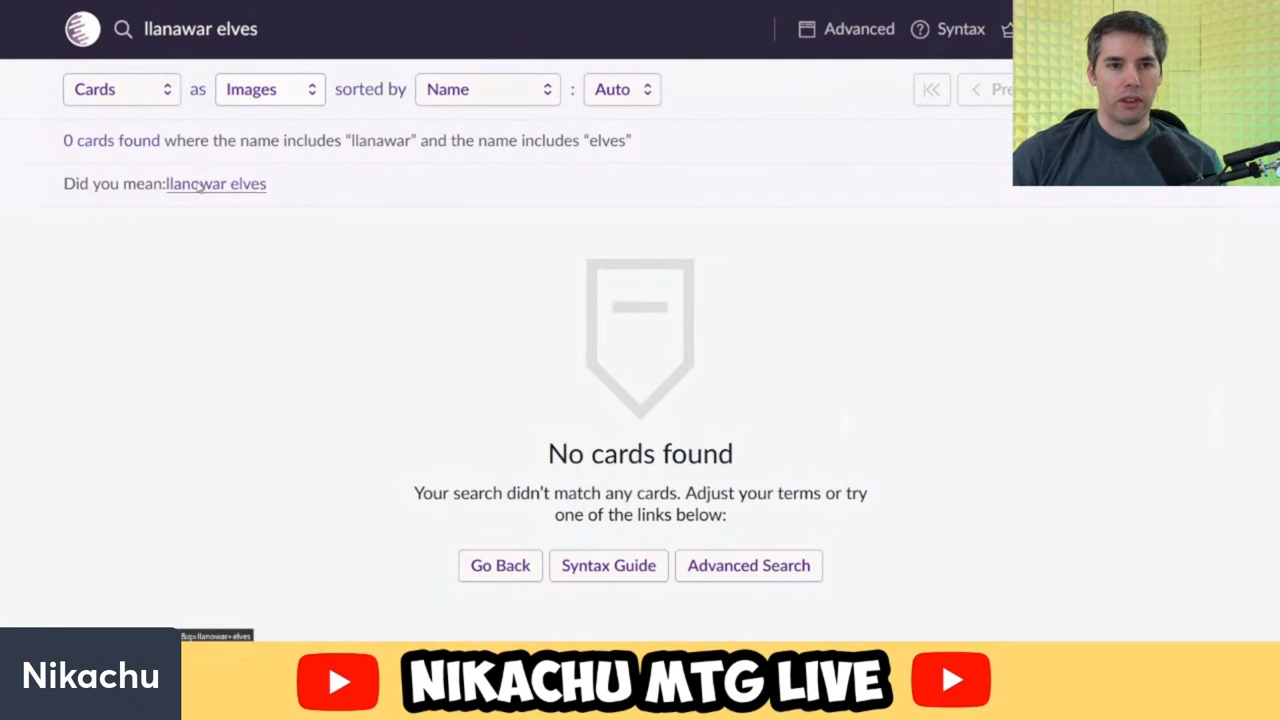 llanawar elves
Advanced
Syntax
Cards
as
Images
sorted by
Name
:
Auto
Pre
0 cards found where the name includes “llanawar” and the name includes “elves”
Did you mean:llanowar elves
No cards found
Your search didn’t match any cards. Adjust your terms or try
one of the links below:
Go Back
Syntax Guide
Advanced Search
&q=llanowar+elves
Nikachu
NIKACHU MTG LIVE